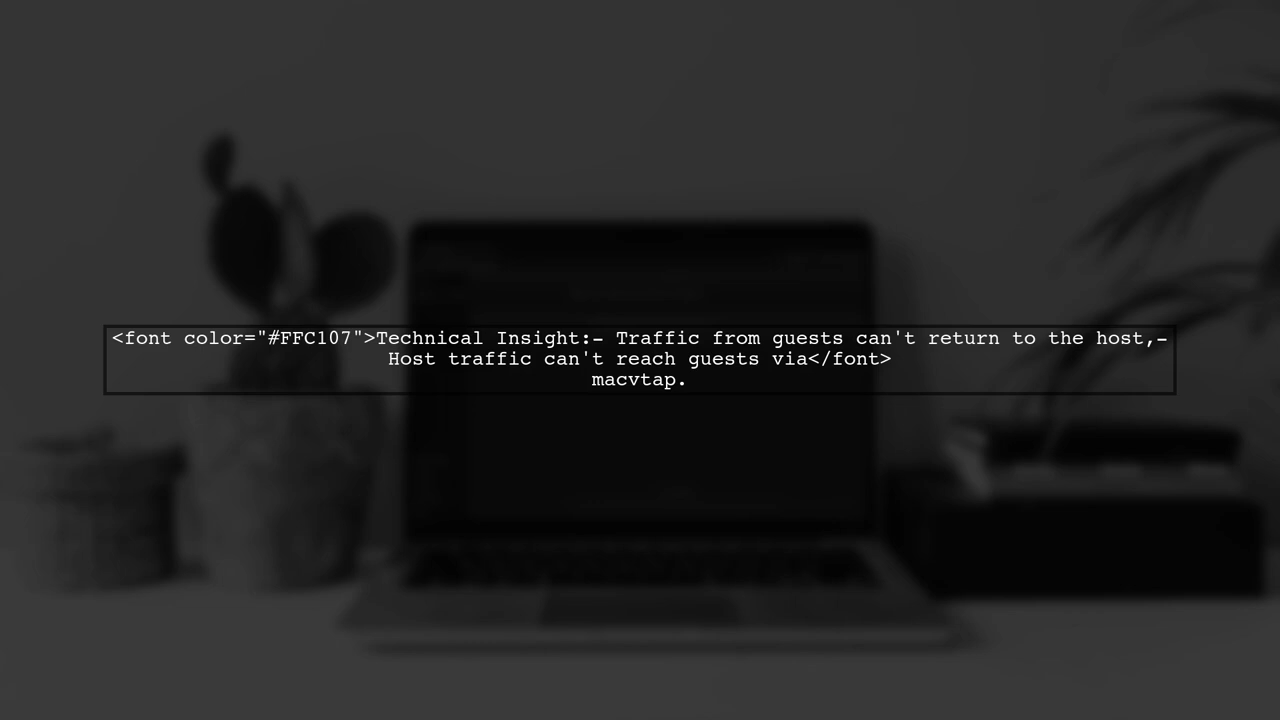 <font color="#FFC107">Technical Insight:- Traffic from guests can't return to the host,-
Host traffic can't reach guests via</font>
macvtap.